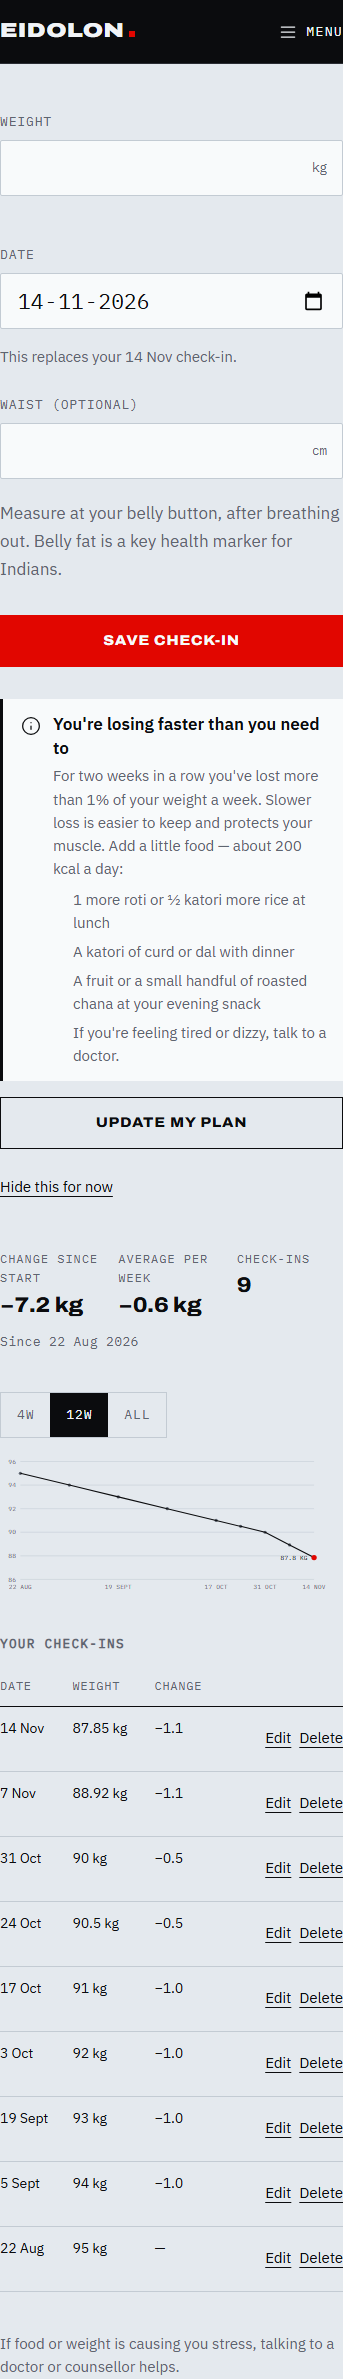 EIDOLON.
MENU
WEIGHT
kg
DATE
14-11-2026
This replaces your 14 Nov check-in.
WAIST (OPTIONAL)
cm
Measure at your belly button, after breathing
out. Belly fat is a key health marker for
Indians.
SAVE CHECK-IN
You're losing faster than you need
to
For two weeks in a row you've lost more
than 1% of your weight a week. Slower
loss is easier to keep and protects your
muscle. Add a little food — about 200
kcal a day:
1 more roti or ½ katori more rice at
lunch
A katori of curd or dal with dinner
A fruit or a small handful of roasted
chana at your evening snack
If you're feeling tired or dizzy, talk to a
doctor.
UPDATE MY PLAN
Hide this for now
CHANGE SINCE START
AVERAGE PER WEEK
CHECK-INS
−7.2 kg
−0.6 kg
9
Since 22 Aug 2026
4W 12W ALL
96
94
92
90
88
86
87.8 KG
22 AUG 19 SEPT 17 OCT 31 OCT 14 NOV
YOUR CHECK-INS
DATE WEIGHT CHANGE
14 Nov 87.85 kg −1.1 Edit Delete
7 Nov 88.92 kg −1.1 Edit Delete
31 Oct 90 kg −0.5 Edit Delete
24 Oct 90.5 kg −0.5 Edit Delete
17 Oct 91 kg −1.0 Edit Delete
3 Oct 92 kg −1.0 Edit Delete
19 Sept 93 kg −1.0 Edit Delete
5 Sept 94 kg −1.0 Edit Delete
22 Aug 95 kg — Edit Delete
If food or weight is causing you stress, talking to a
doctor or counsellor helps.